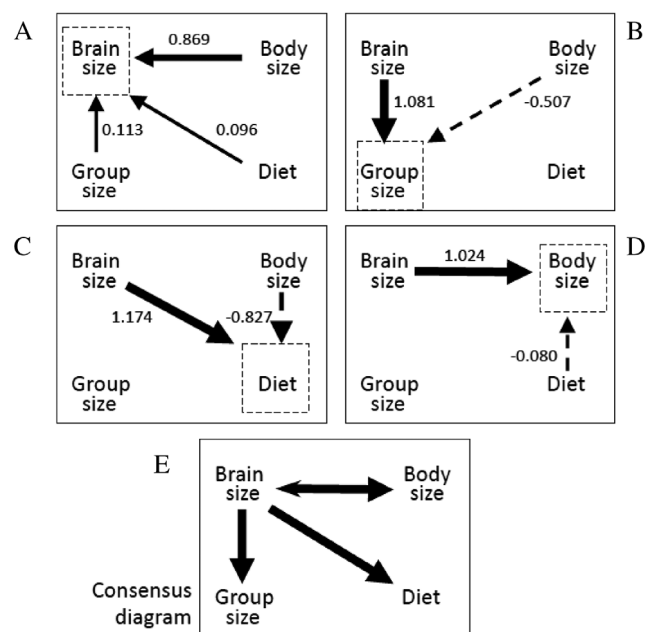 A
Brain
size
0.869
Body
size
0.113
0.096
Group
size
Diet
B
Brain
size
Body
size
1.081
-0.507
Group
size
Diet
C
Brain
size
Body
size
1.174
-0.827
Group
size
Diet
D
Brain
size
1.024
Body
size
-0.080
Group
size
Diet
E
Brain
size
Body
size
Group
size
Diet
Consensus
diagram